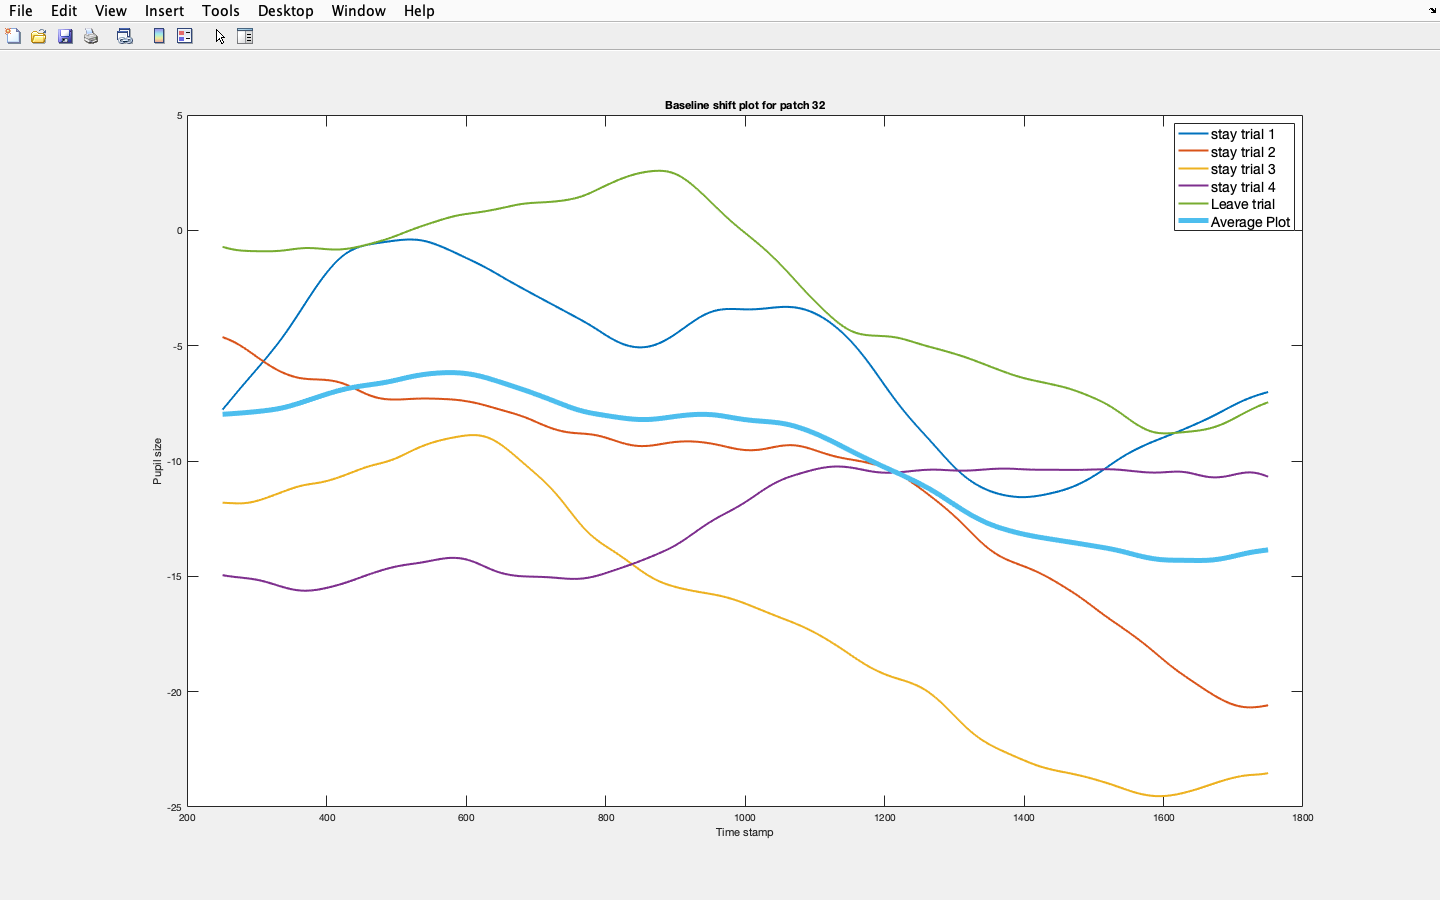 File Edit View Insert Tools Desktop Window Help
Baseline shift plot for patch 32
5
0
-5
-10
-15
-20
-25
Pupil size
stay trial 1
stay trial 2
stay trial 3
stay trial 4
Leave trial
Average Plot
200 400 600 800 1000 1200 1400 1600 1800
Time stamp